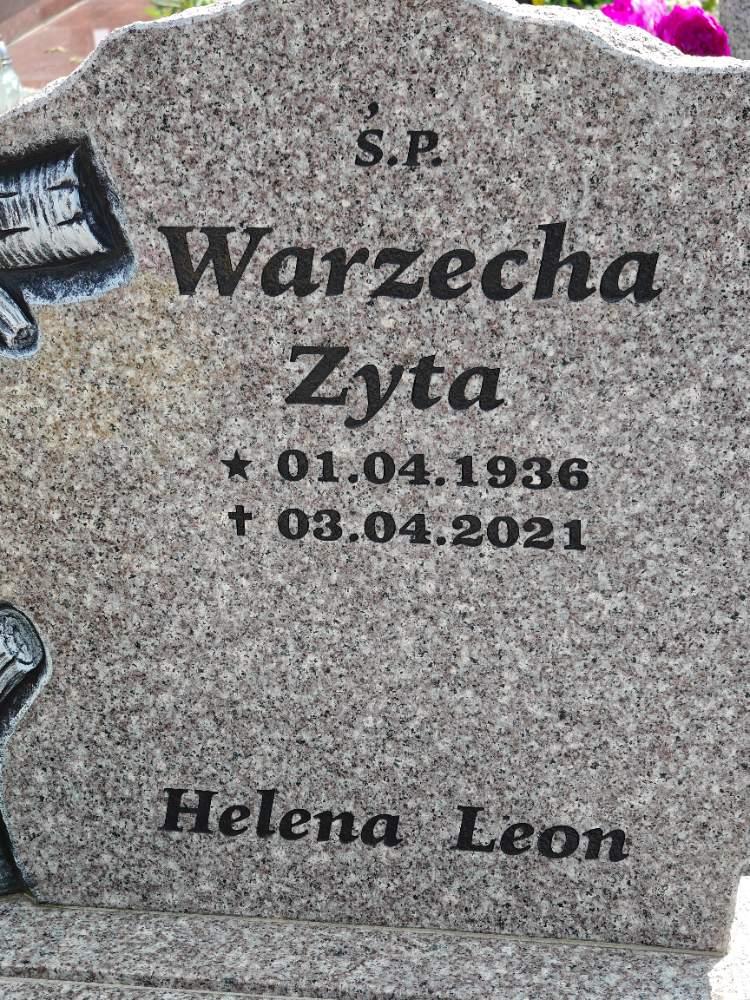 Ś.P.
Warzecha
Zyta
★ 01.04.1936
✝ 03.04.2021
Helena Leon